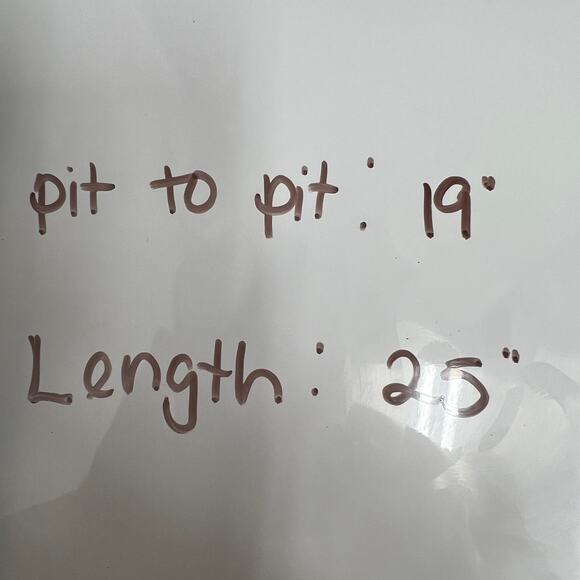 pit to pit: 19"
Length: 25"